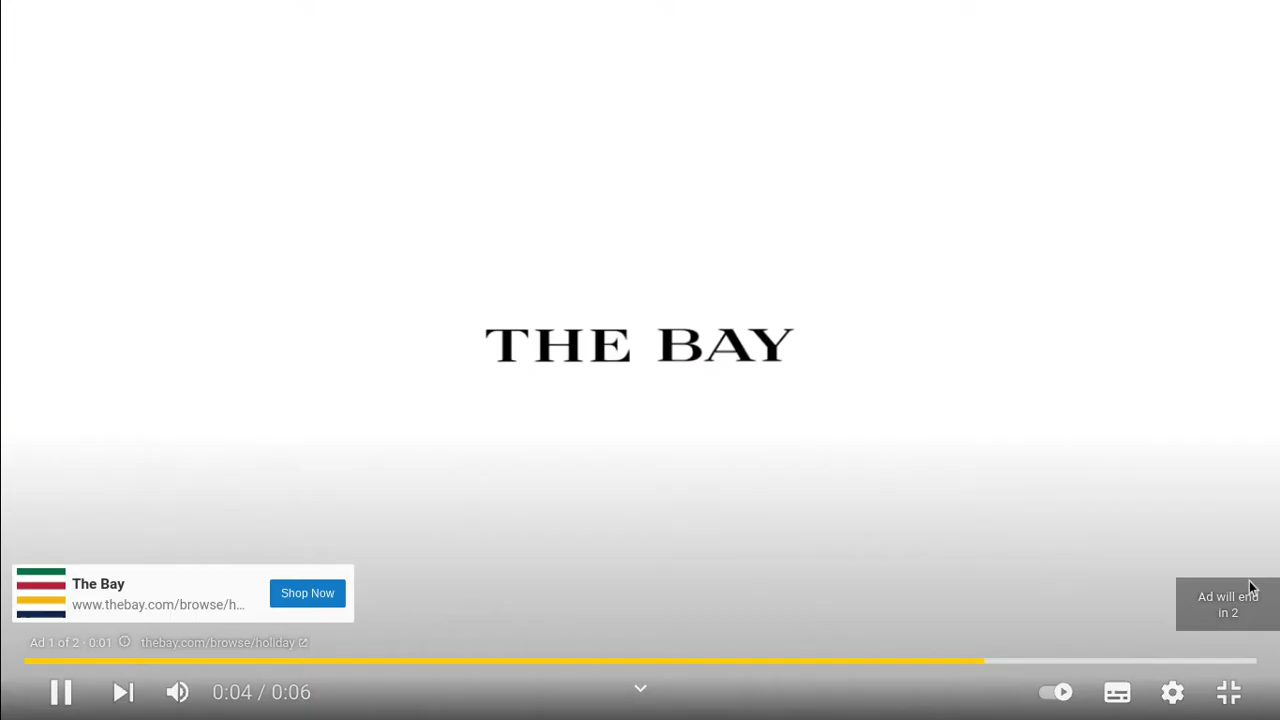 THE BAY
The Bay
www.thebay.com/browse/h...
Shop Now
Ad will end
in 2
Ad 1 of 2 · 0:01
thebay.com/browse/holiday
0:04 / 0:06